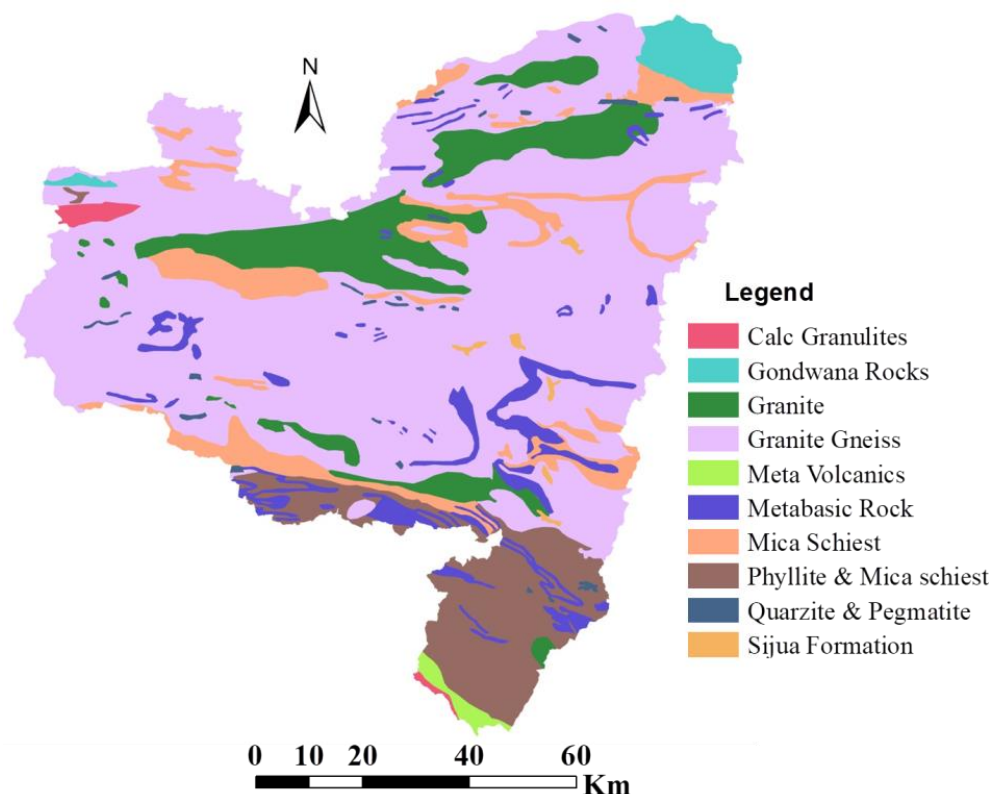 N
Legend
Calc Granulites
Gondwana Rocks
Granite
Granite Gneiss
Meta Volcanics
Metabasic Rock
Mica Schiest
Phyllite & Mica schiest
Quarzite & Pegmatite
Sijua Formation
0 10 20 40 60
Km